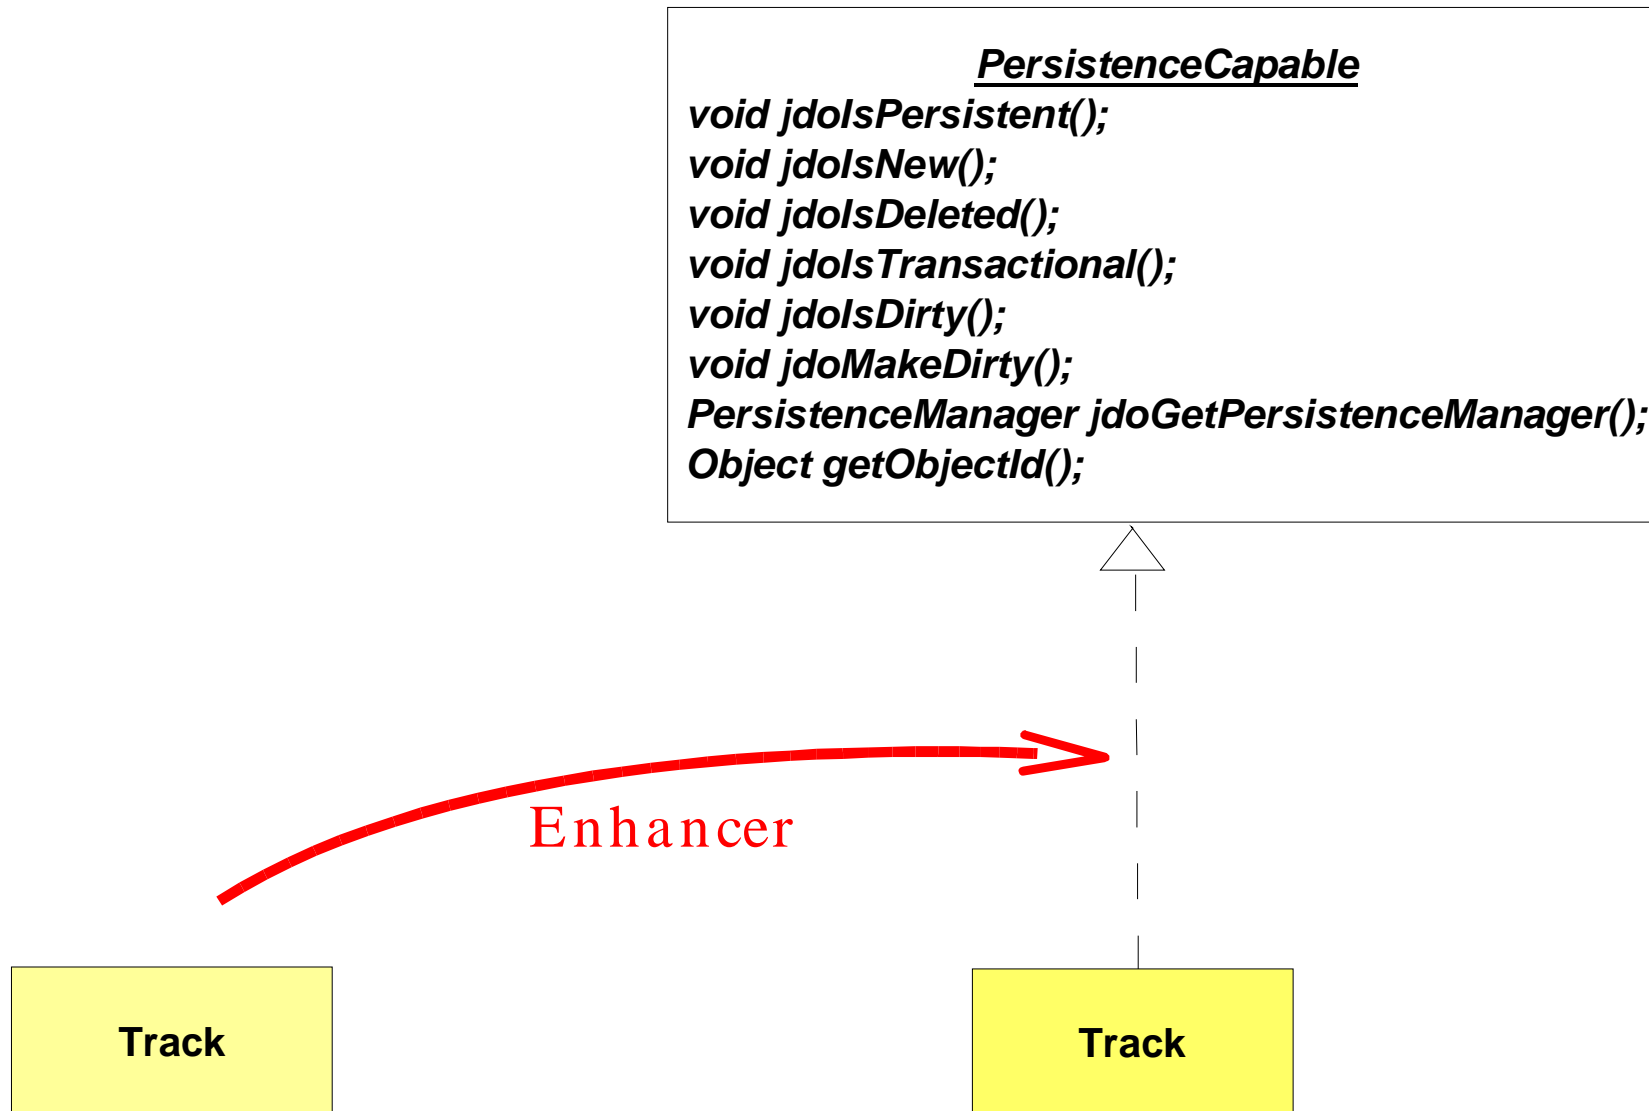 PersistenceCapable
void jdoIsPersistent();
void jdoIsNew();
void jdoIsDeleted();
void jdoIsTransactional();
void jdoIsDirty();
void jdoMakeDirty();
PersistenceManager jdoGetPersistenceManager();
Object getObjectId();
Enhancer
Track
Track